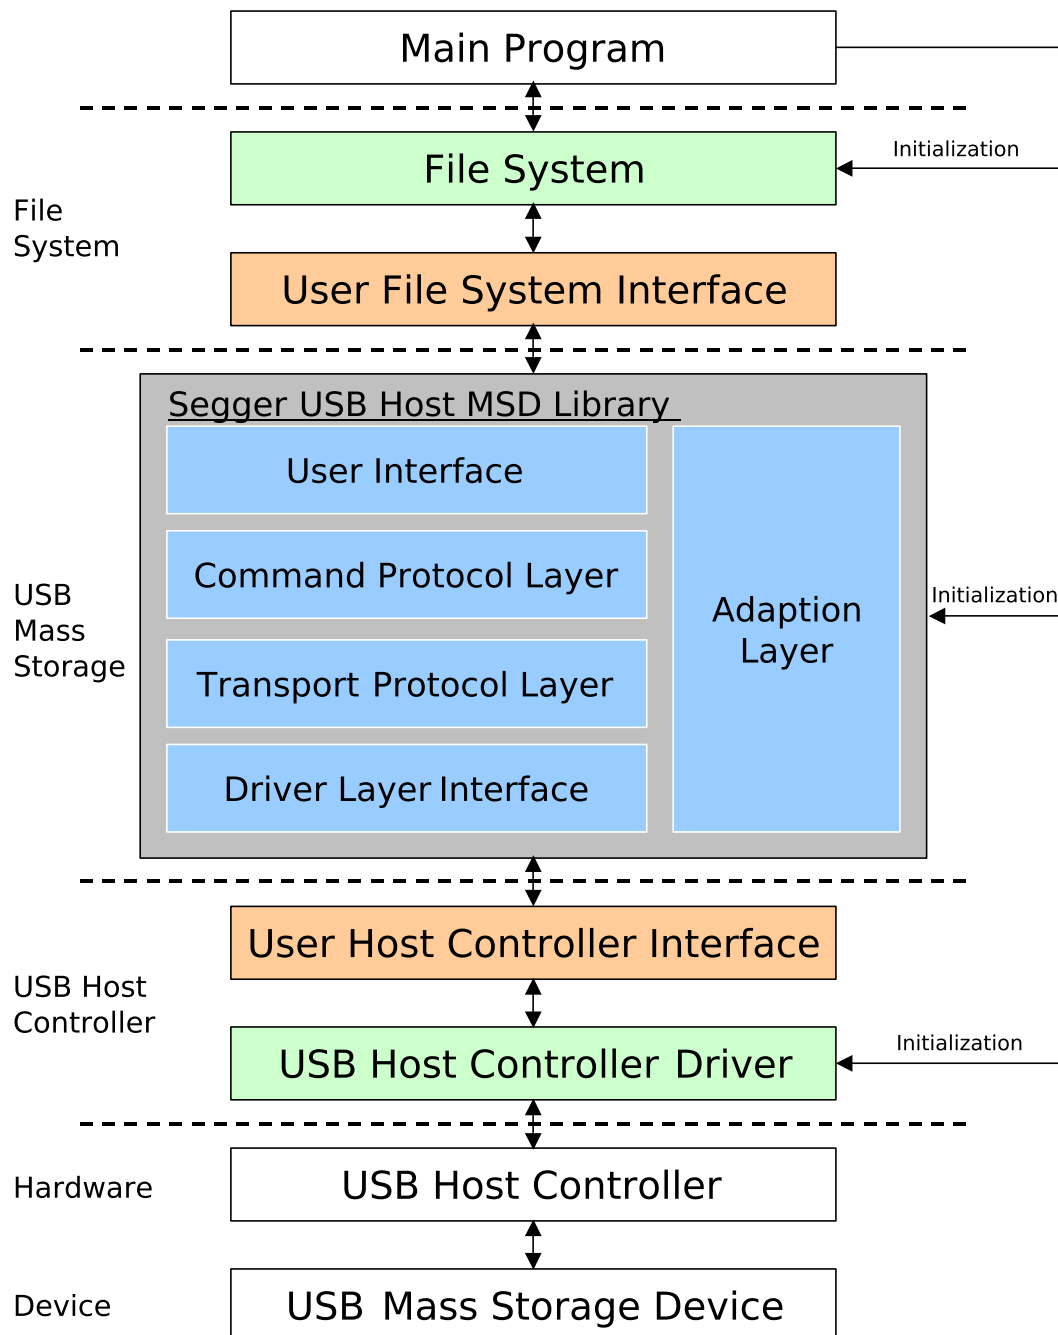 Main Program
File System
Initialization
File
System
User File System Interface
Segger USB Host MSD Library
User Interface
Command Protocol Layer
Transport Protocol Layer
Driver Layer Interface
Adaption
Layer
USB
Mass
Storage
Initialization
User Host Controller Interface
USB Host
Controller
USB Host Controller Driver
Initialization
Hardware
USB Host Controller
Device
USB Mass Storage Device